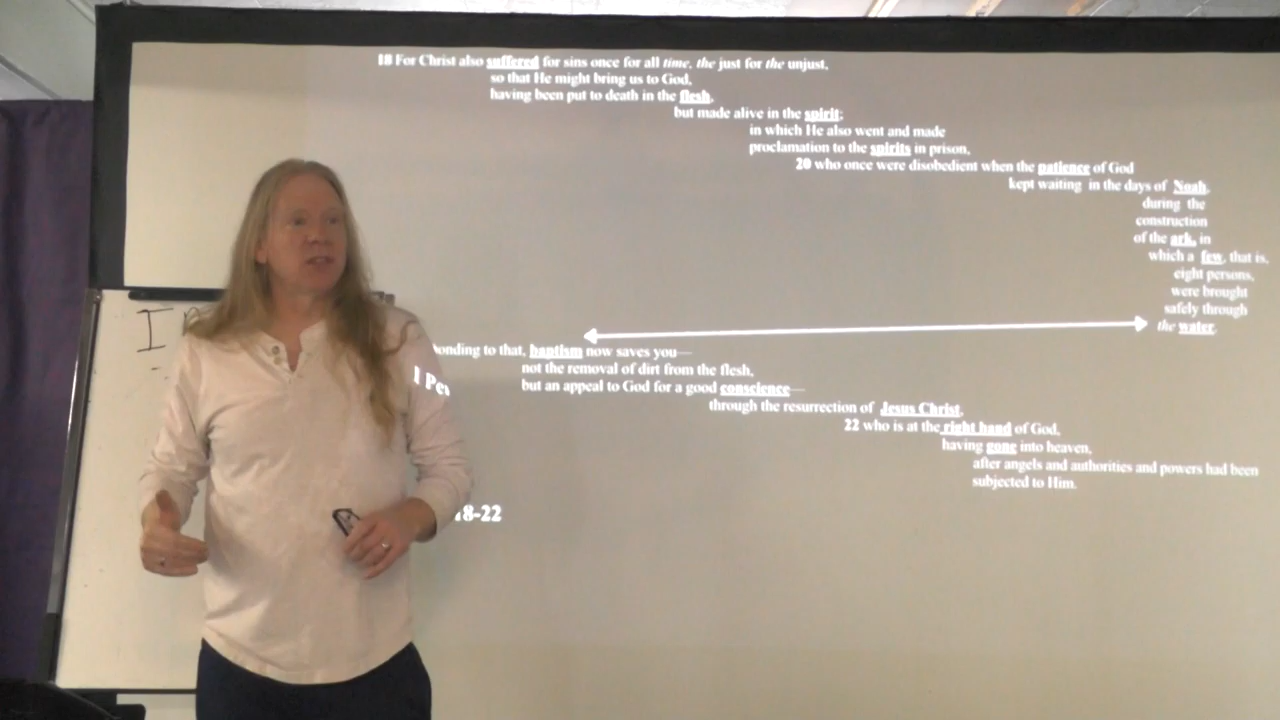 18 For Christ also suffered for sins once for all time, the just for the unjust,
so that He might bring us to God,
having been put to death in the flesh,
but made alive in the spirit;
in which He also went and made
proclamation to the spirits in prison,
20 who once were disobedient when the patience of God
kept waiting in the days of Noah,
during the
construction
of the ark, in
which a few, that is,
eight persons,
were brought
safely through
the water.
onding to that, baptism now saves you—
not the removal of dirt from the flesh,
but an appeal to God for a good conscience—
through the resurrection of Jesus Christ,
22 who is at the right hand of God,
having gone into heaven,
after angels and authorities and powers had been
subjected to Him.
I Pe
18-22
I